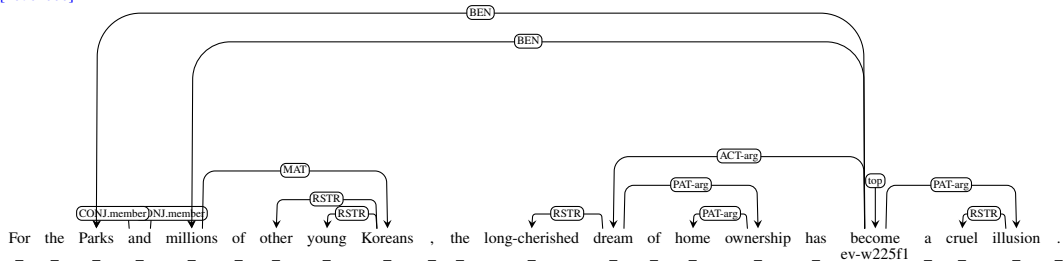 BEN
BEN
ACT-arg
MAT
top
PAT-arg
PAT-arg
RSTR
CONJ.member
RSTR
RSTR
PAT-arg
RSTR
For the Parks and millions of other young Koreans , the long-cherished dream of home ownership has become a cruel illusion .
_ _ _ _ _ _ _ _ _ _ _ _ _ _ _ _ _ ev-w225f1 _ _ _ _